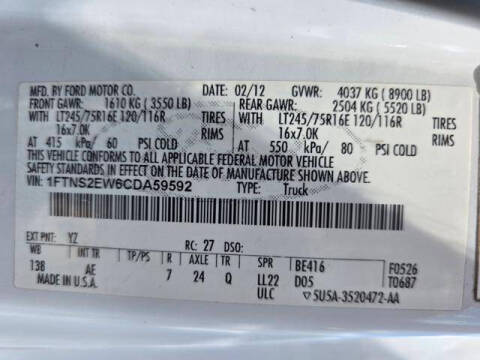 MFD. BY FORD MOTOR CO. DATE: 02/12 GVWR: 4037 KG (8900 LB)
FRONT GAWR: 1610 KG (3550 LB) REAR GAWR: 2504 KG (5520 LB)
WITH LT245/75R16E 120/116R TIRES WITH LT245/75R16E 120/116R TIRES
16x7.0K RIMS 16x7.0K RIMS
AT 415 kPa/ 60 PSI COLD AT 550 kPa/ 80 PSI COLD
THIS VEHICLE CONFORMS TO ALL APPLICABLE FEDERAL MOTOR VEHICLE
SAFETY STANDARDS IN EFFECT ON THE DATE OF MANUFACTURE SHOWN ABOVE.
VIN: 1FTNS2EW6CDA59592 TYPE: Truck
EXT PNT: YZ RC: 27 DSO:
WB INT TR TP/PS R AXLE TR SPR BE416 F0526
138 AE 7 24 Q LL22 D05 T0687
MADE IN U.S.A. ULC 5U5A-3520472-AA